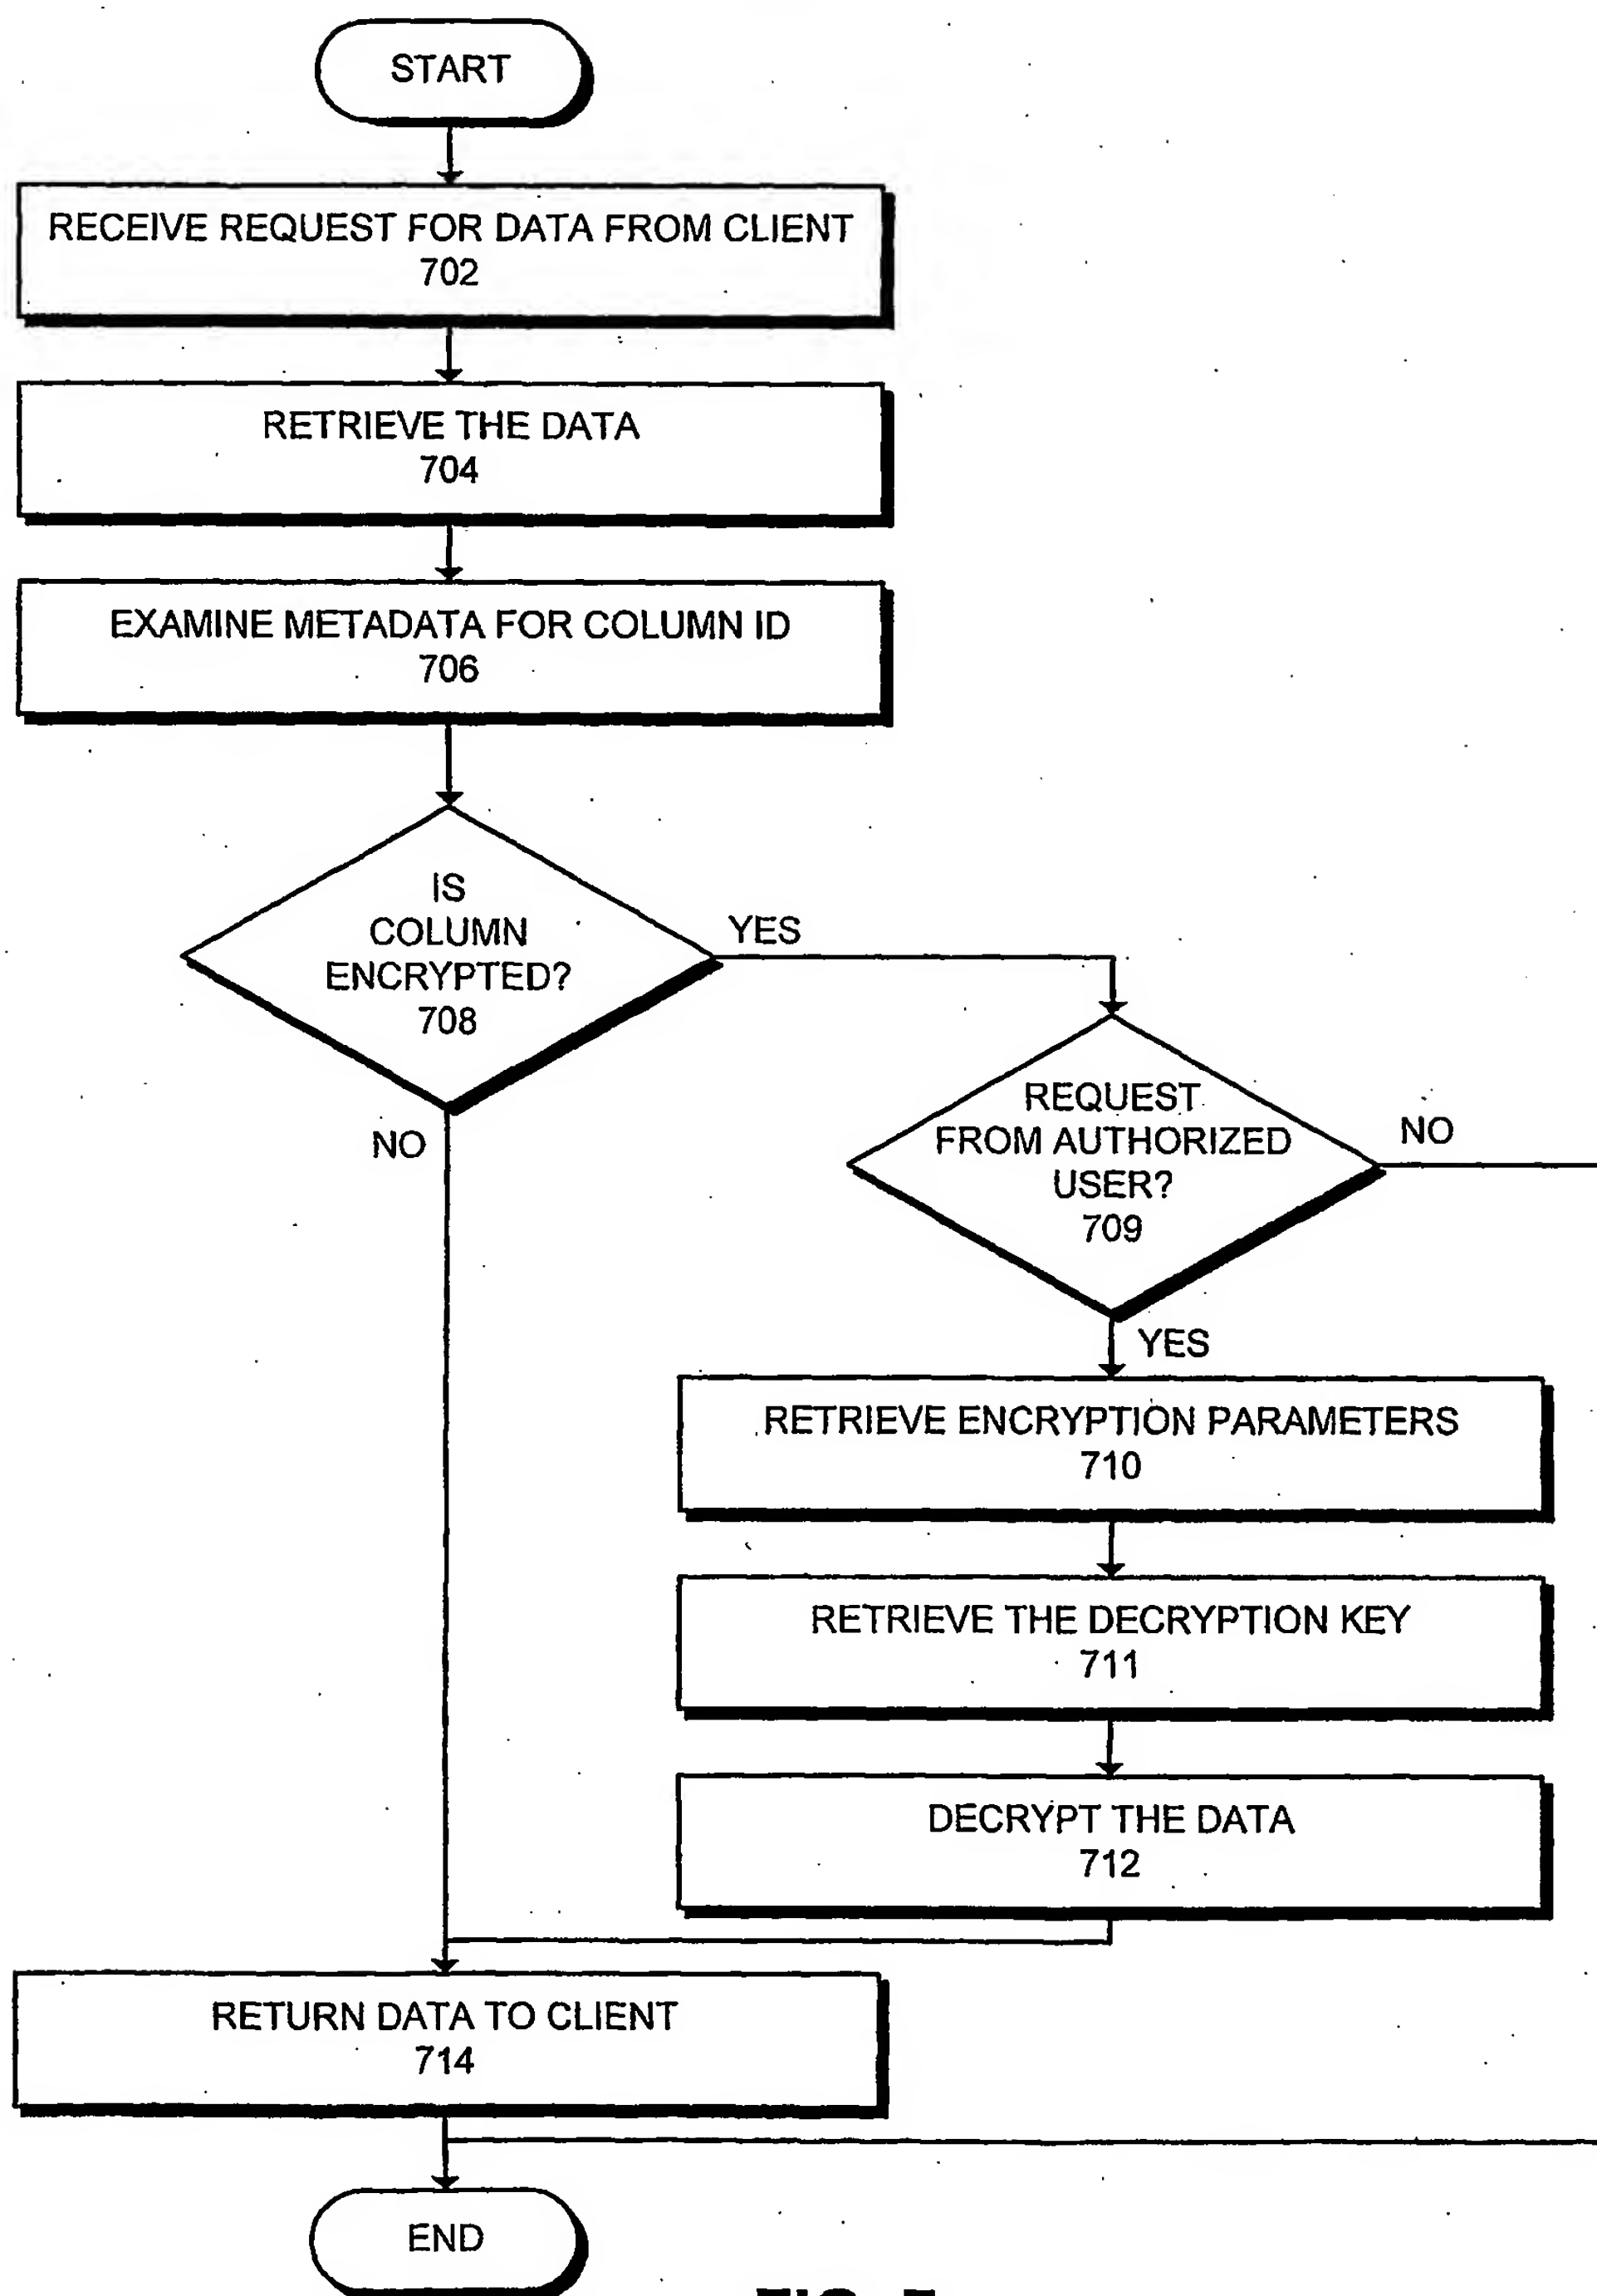 START
RECEIVE REQUEST FOR DATA FROM CLIENT
702
RETRIEVE THE DATA
704
EXAMINE METADATA FOR COLUMN ID
706
IS
COLUMN
ENCRYPTED?
708
YES
NO
REQUEST
FROM AUTHORIZED
USER?
709
NO
YES
RETRIEVE ENCRYPTION PARAMETERS
710
RETRIEVE THE DECRYPTION KEY
711
DECRYPT THE DATA
712
RETURN DATA TO CLIENT
714
END